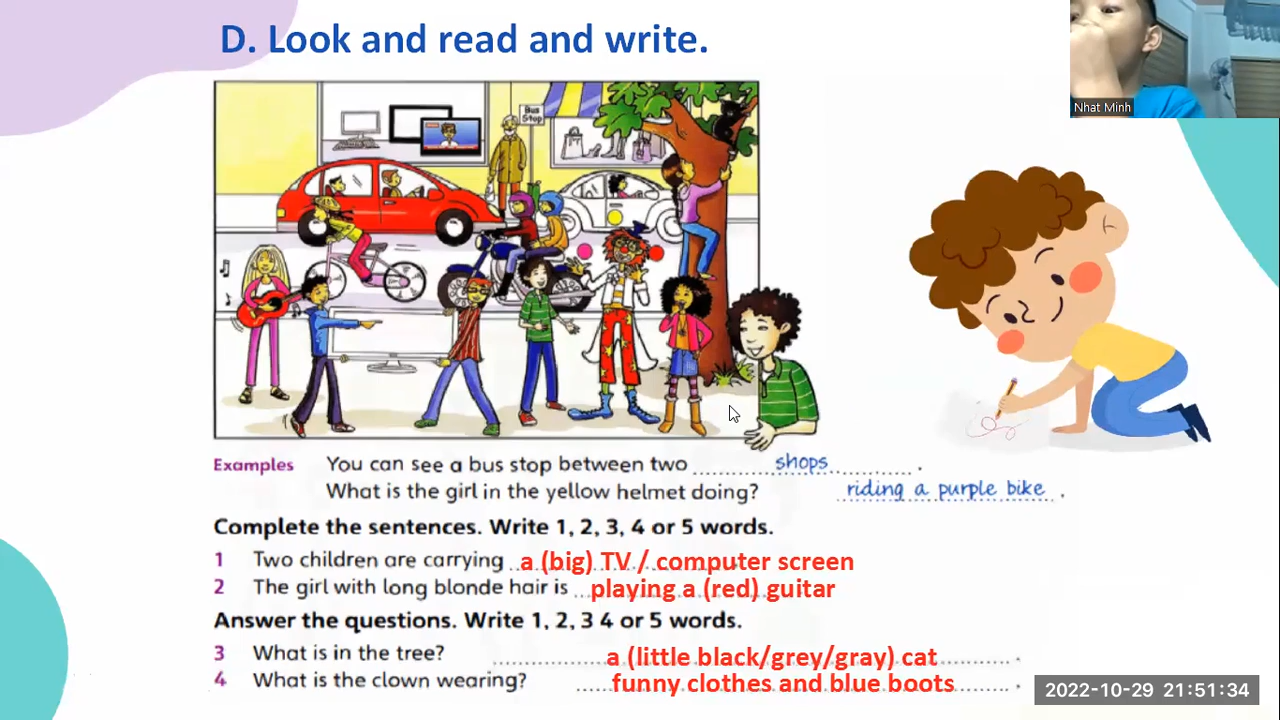 D. Look and read and write.
Nhat Minh
Bus
Stop
Examples You can see a bus stop between two shops.
What is the girl in the yellow helmet doing? riding a purple bike.
Complete the sentences. Write 1, 2, 3, 4 or 5 words.
1 Two children are carrying a (big) TV / computer screen
2 The girl with long blonde hair is playing a (red) guitar
Answer the questions. Write 1, 2, 3 4 or 5 words.
3 What is in the tree? a (little black/grey/gray) cat.
4 What is the clown wearing? funny clothes and blue boots.
2022-10-29 21:51:34